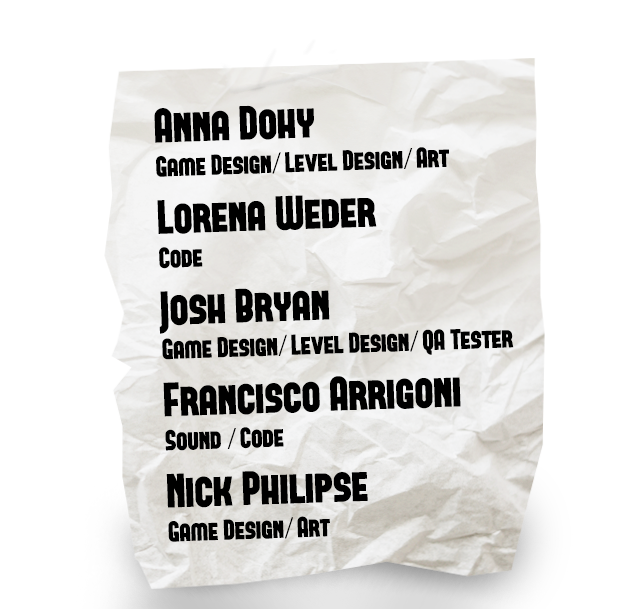 Anna Dohy
Game Design/ Level Design/ Art
Lorena Weder
Code
Josh Bryan
Game Design/ Level Design/ QA Tester
Francisco Arrigoni
Sound / Code
Nick Philipse
Game Design/ Art